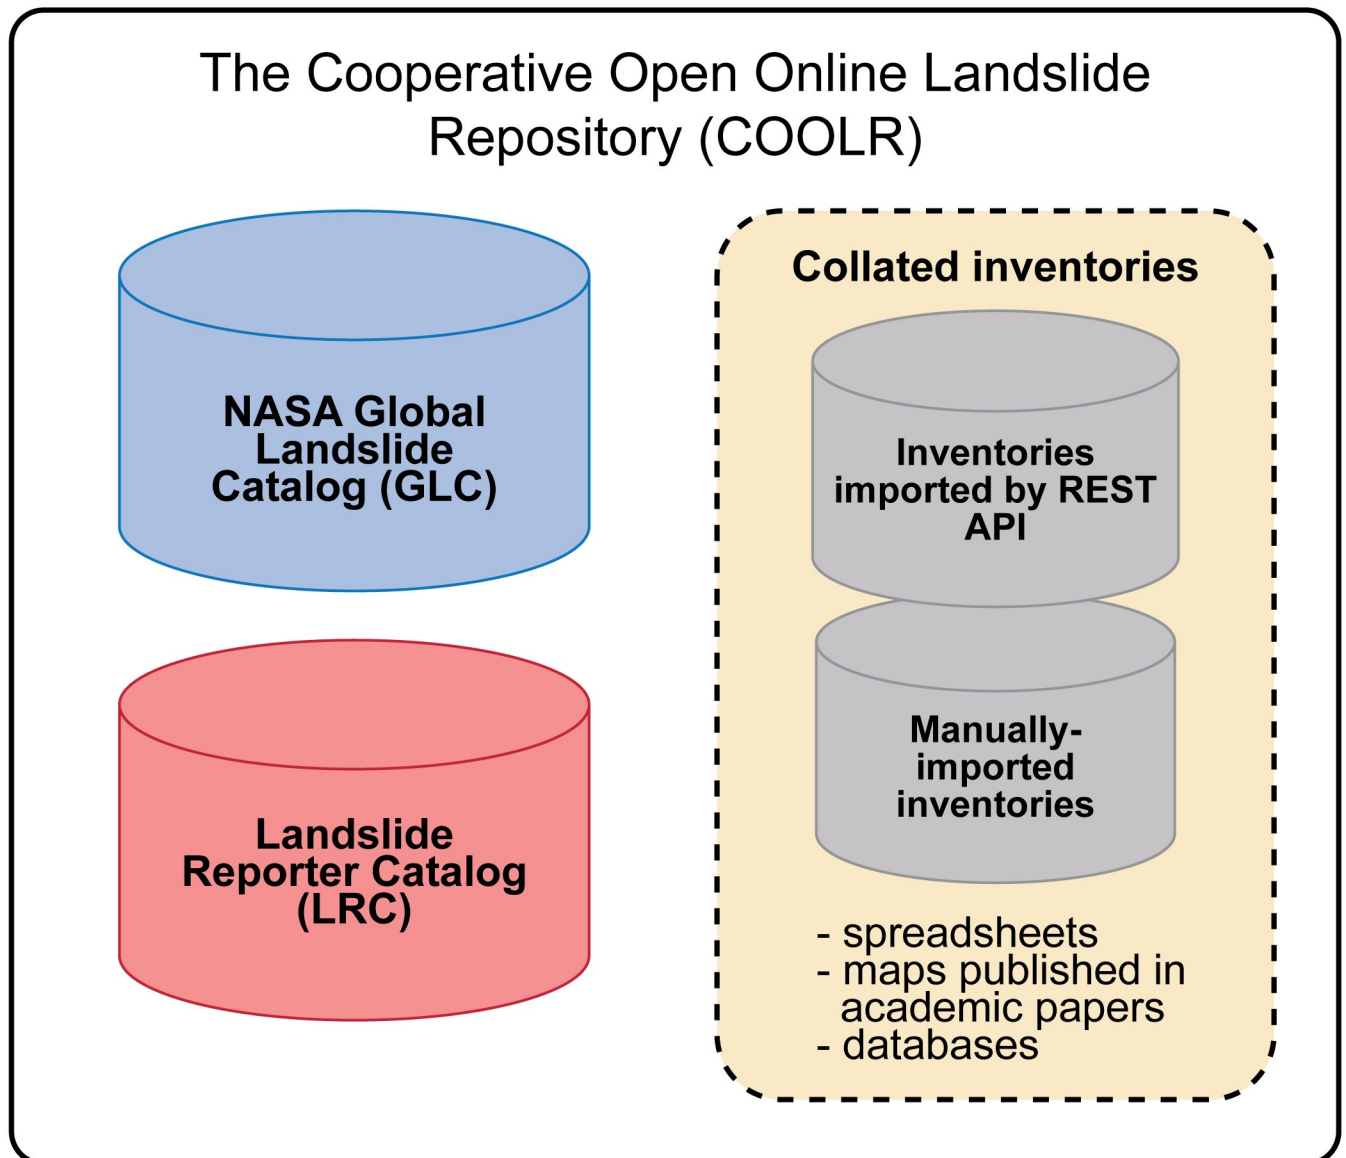 The Cooperative Open Online Landslide
Repository (COOLR)
NASA Global
Landslide
Catalog (GLC)
Landslide
Reporter Catalog
(LRC)
Collated inventories
Inventories
imported by REST
API
Manually-
imported
inventories
- spreadsheets
- maps published in
academic papers
- databases